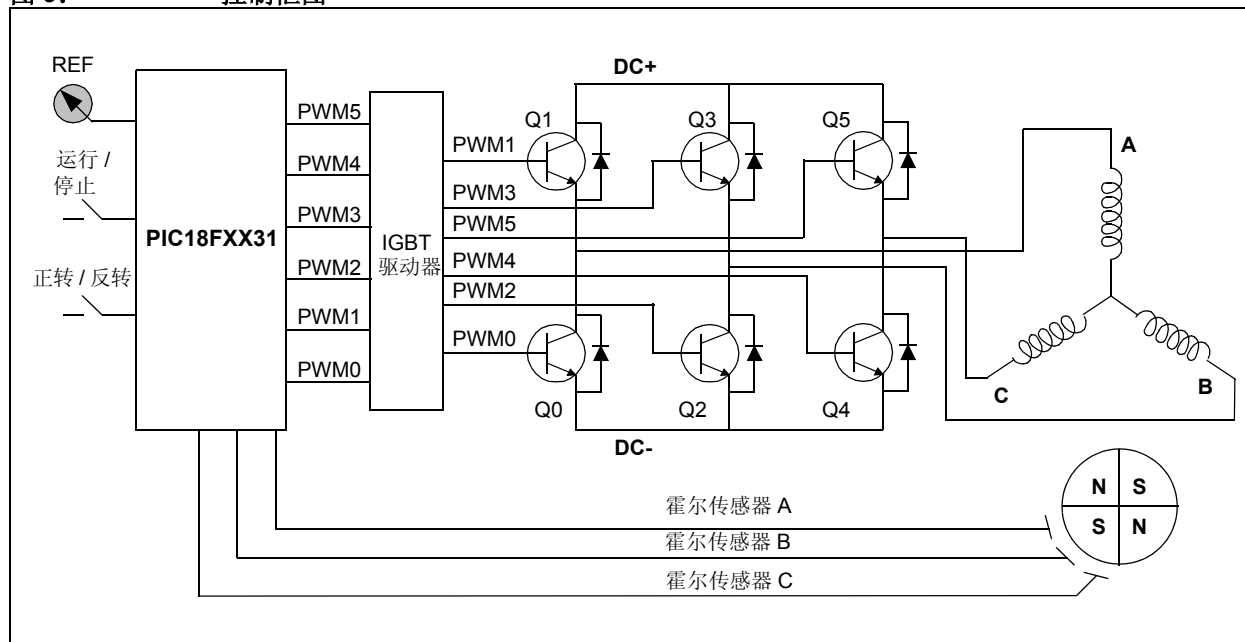 REF
运行 /
停止
正转 / 反转
PIC18FXX31
PWM5
PWM4
PWM3
PWM2
PWM1
PWM0
IGBT
驱动器
PWM1
PWM3
PWM5
PWM4
PWM2
PWM0
DC+
Q1
Q3
Q5
Q0
Q2
Q4
DC-
A
C
B
N S
S N
霍尔传感器 A
霍尔传感器 B
霍尔传感器 C